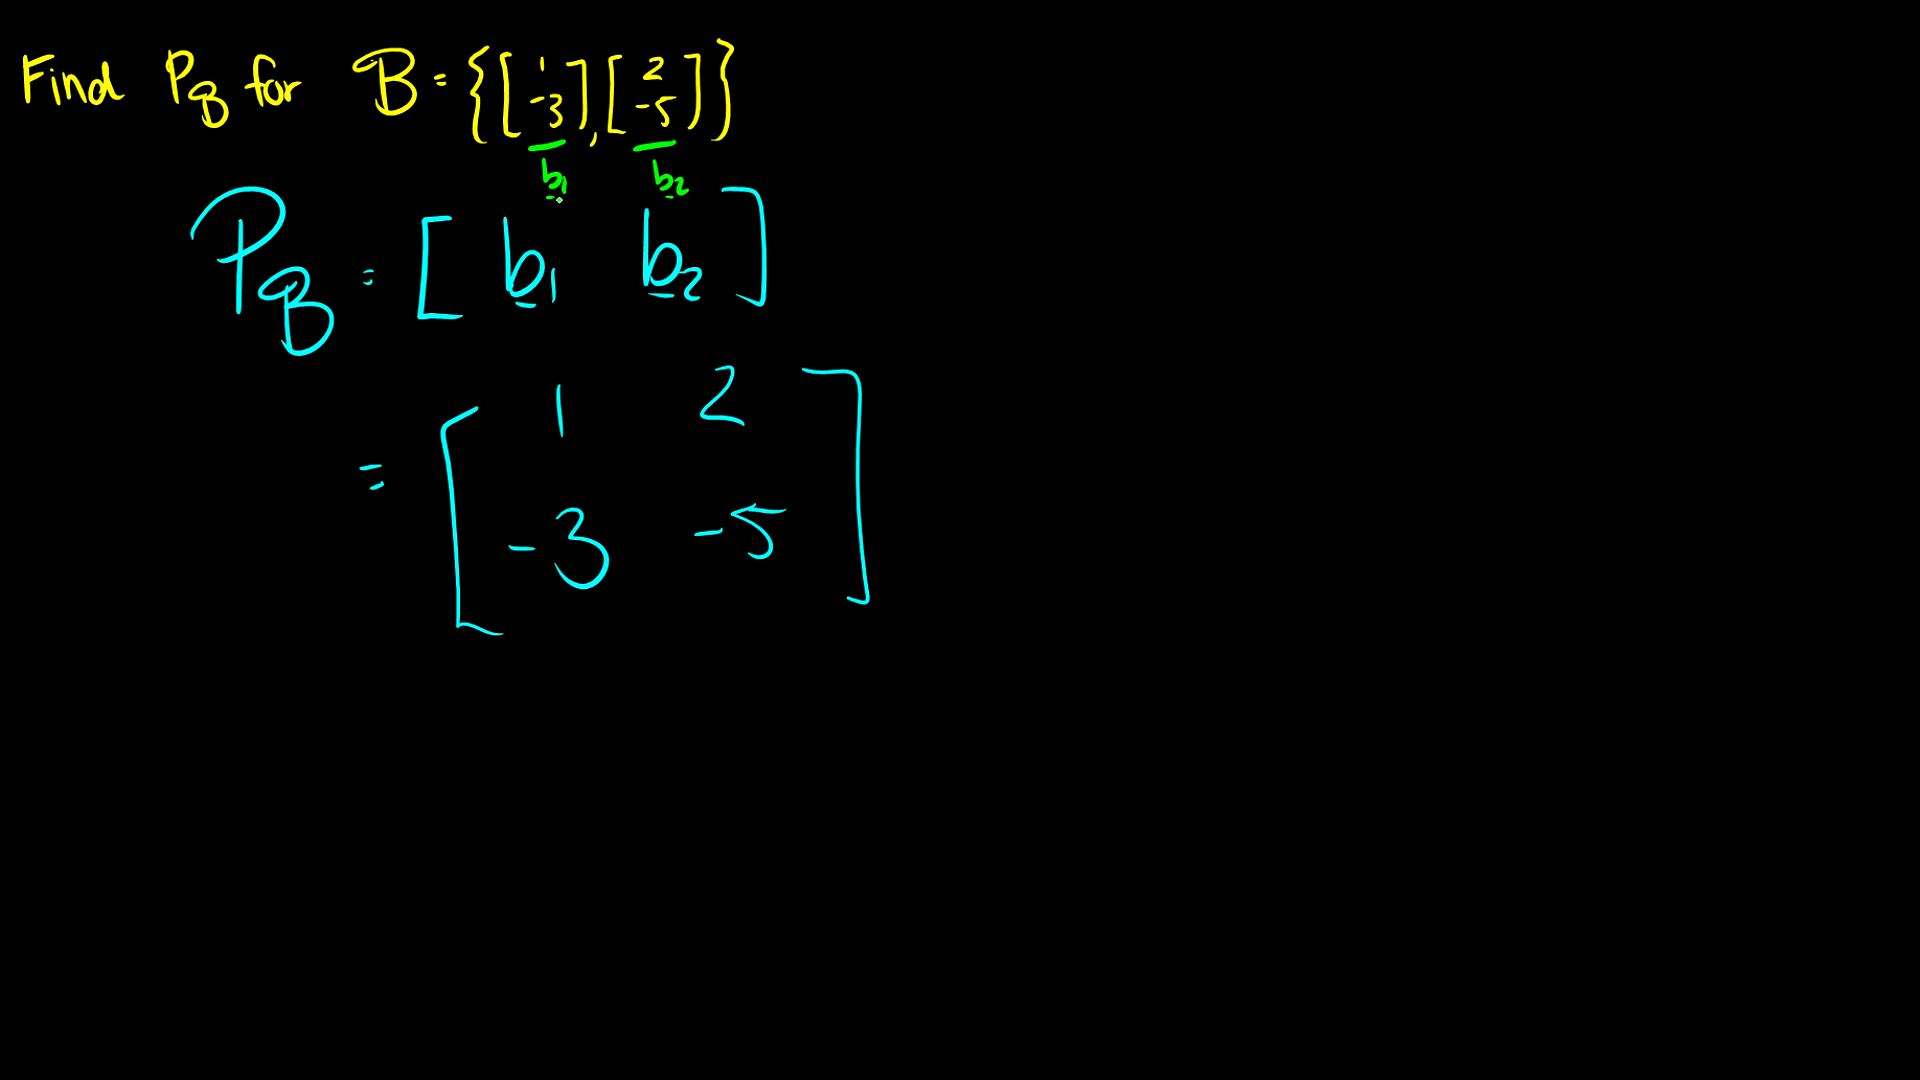 Find P_B for B = {[1 -3], [2 -5]}
b₁ b₂
P_B = [ b₁ b₂ ]
= [ 1 2
-3 -5 ]